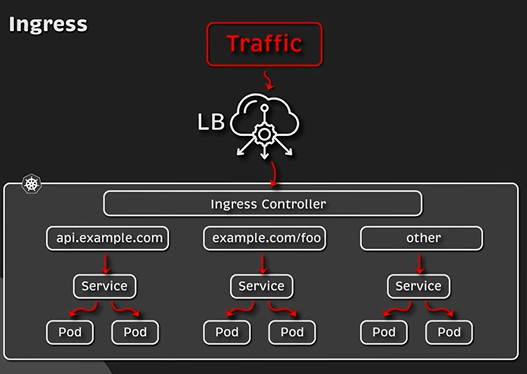 Ingress
Traffic
LB
Ingress Controller
api.example.com
example.com/foo
other
Service
Service
Service
Pod
Pod
Pod
Pod
Pod
Pod